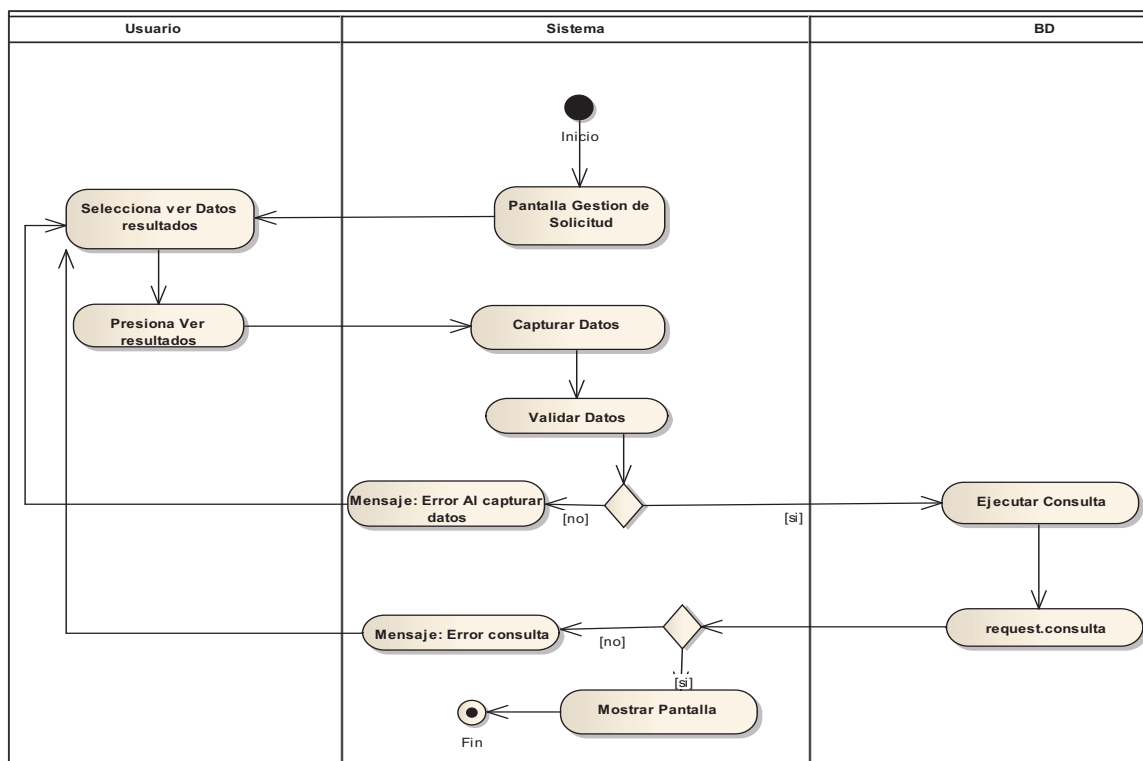 Usuario
Sistema
BD
Inicio
Selecciona ver Datos
resultados
Pantalla Gestion de
Solicitud
Presiona Ver
resultados
Capturar Datos
Validar Datos
Mensaje: Error Al capturar
datos
[no]
[si]
Ejecutar Consulta
Mensaje: Error consulta
[no]
request.consulta
[si]
Mostrar Pantalla
Fin